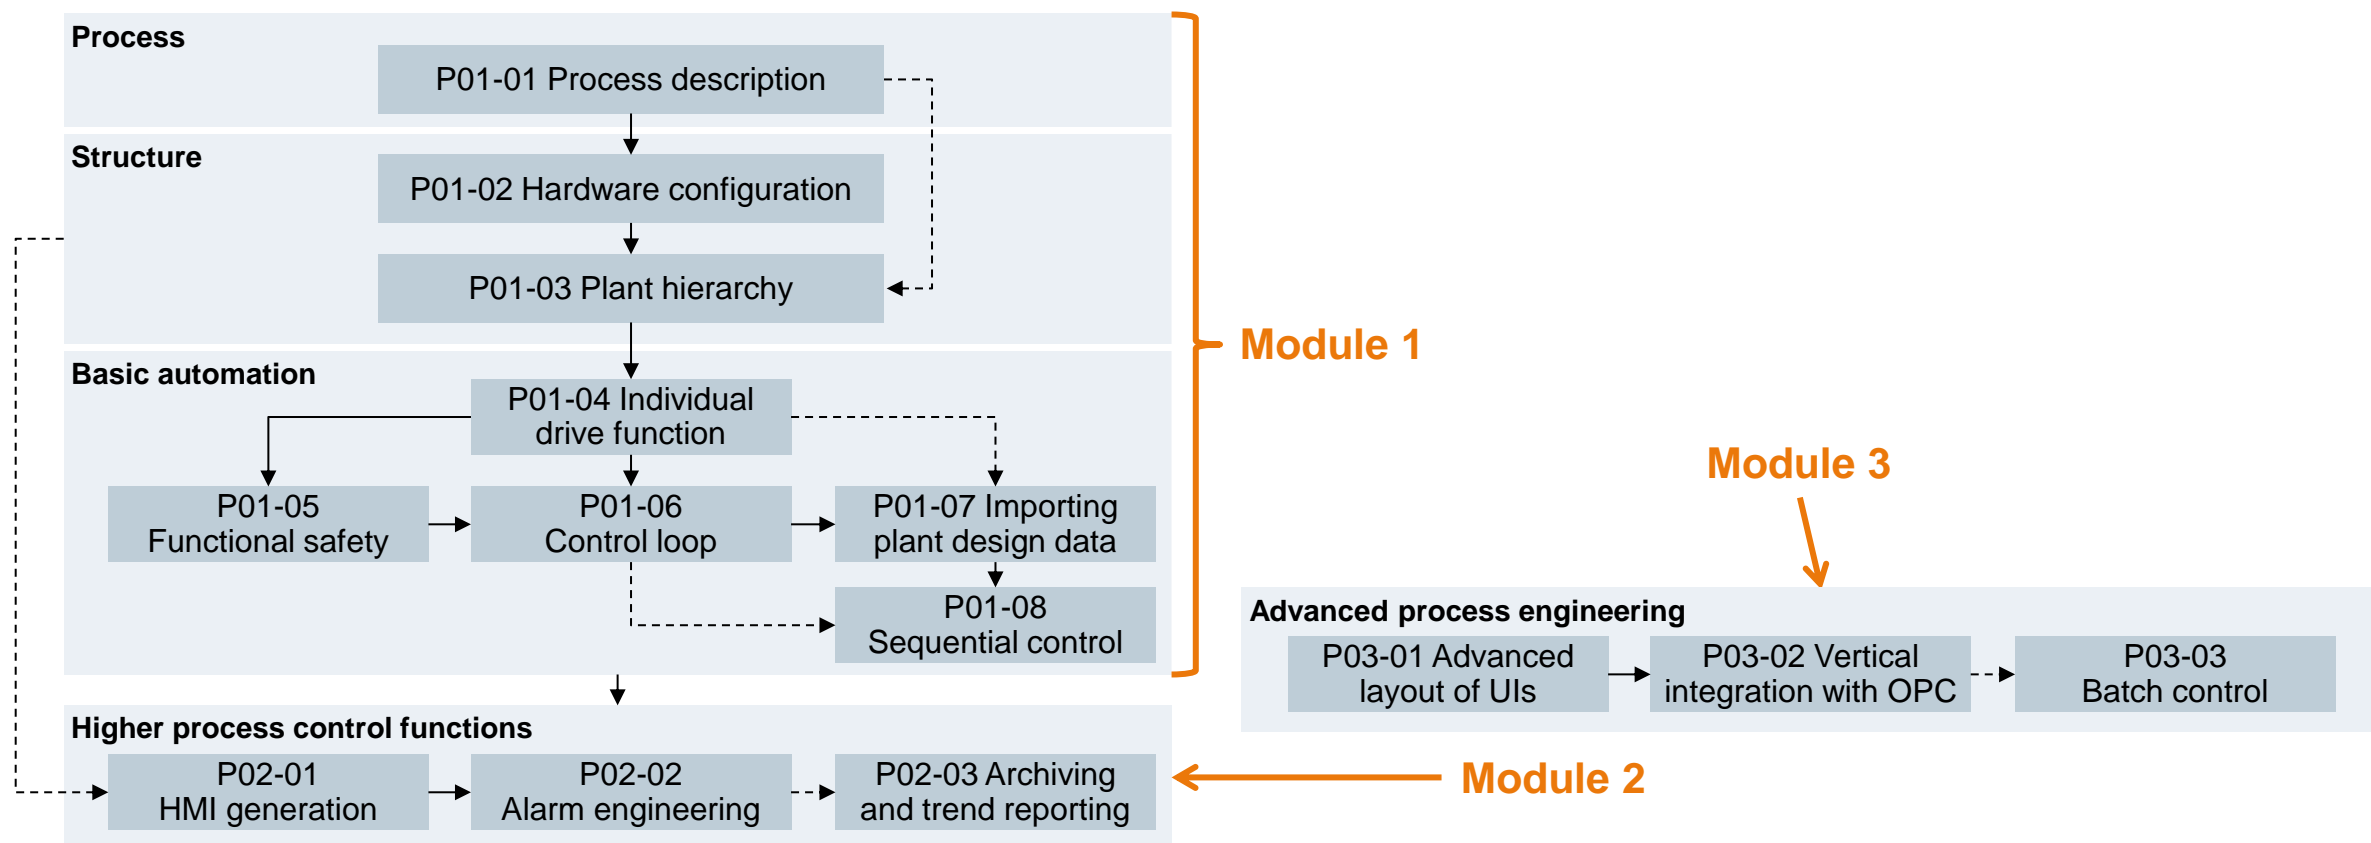 Process
P01-01 Process description
Structure
P01-02 Hardware configuration
P01-03 Plant hierarchy
Module 1
Basic automation
P01-04 Individual
drive function
P01-05
Functional safety
P01-06
Control loop
P01-07 Importing
plant design data
P01-08
Sequential control
Module 3
Advanced process engineering
P03-01 Advanced
layout of UIs
P03-02 Vertical
integration with OPC
P03-03
Batch control
Higher process control functions
P02-01
HMI generation
P02-02
Alarm engineering
P02-03 Archiving
and trend reporting
Module 2